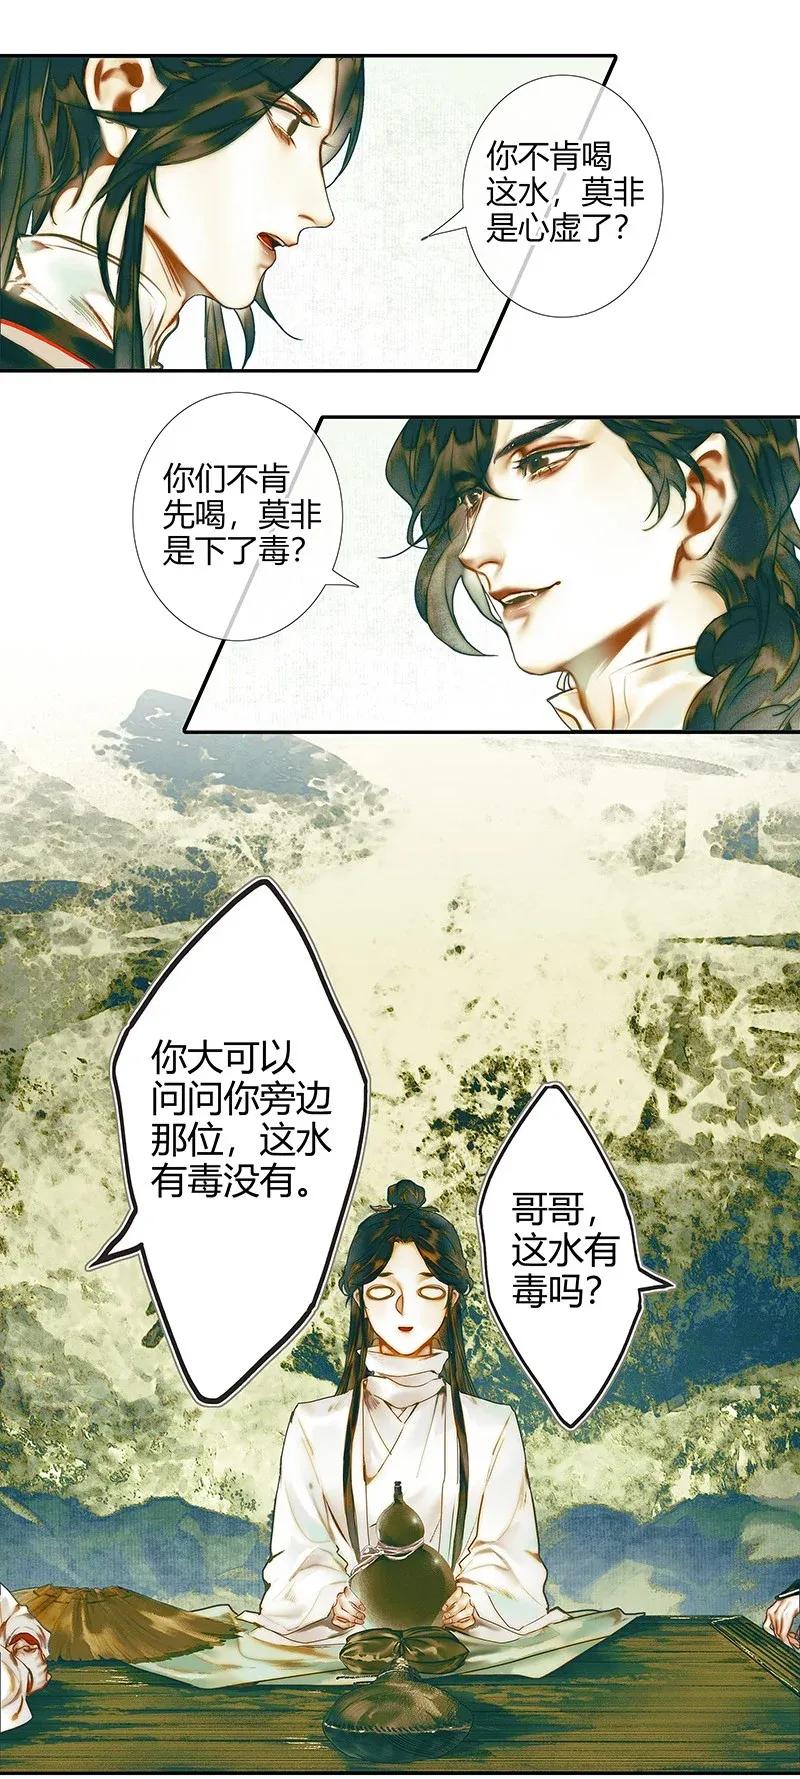 你不肯喝
这水，莫非
是心虚了？
你们不肯
先喝，莫非
是下了毒？
你大可以
问问你旁边
那位，这水
有毒没有。
哥哥，
这水有
毒吗？